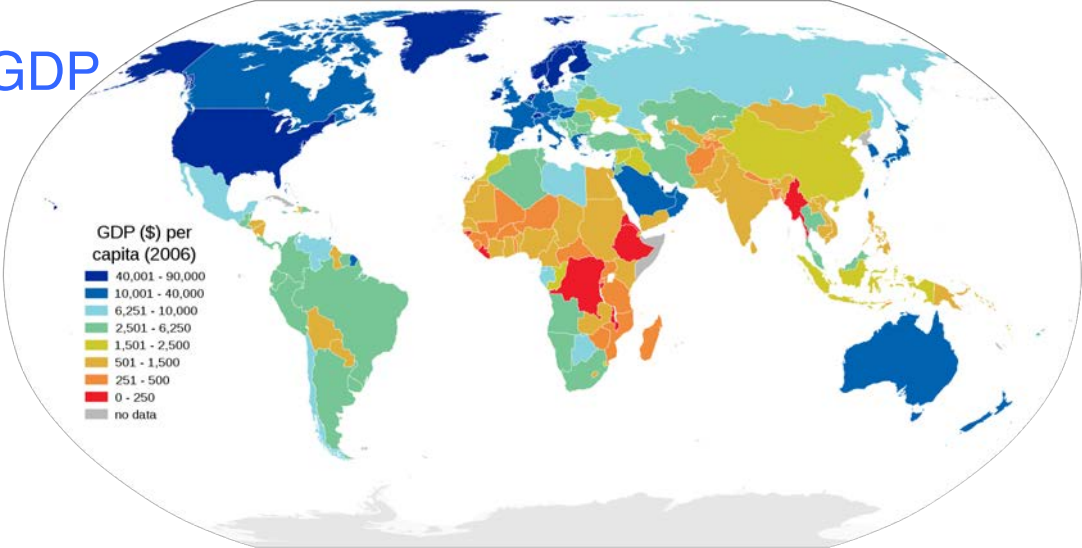 GDP
GDP ($) per
capita (2006)
40,001 - 90,000
10,001 - 40,000
6,251 - 10,000
2,501 - 6,250
1,501 - 2,500
501 - 1,500
251 - 500
0 - 250
no data